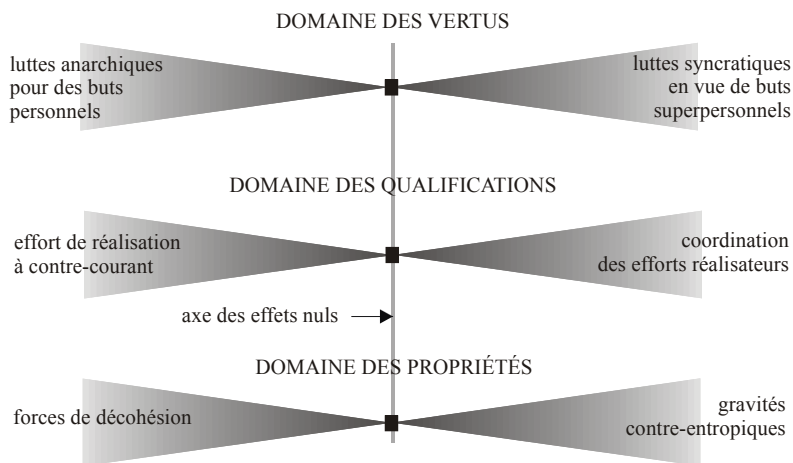 DOMAINE DES VERTUS
luttes anarchiques
pour des buts
personnels
luttes syncratiques
en vue de buts
superpersonnels
DOMAINE DES QUALIFICATIONS
effort de réalisation
à contre-courant
coordination
des efforts réalisateurs
axe des effets nuls
DOMAINE DES PROPRIÉTÉS
forces de décohésion
gravités
contre-entropiques